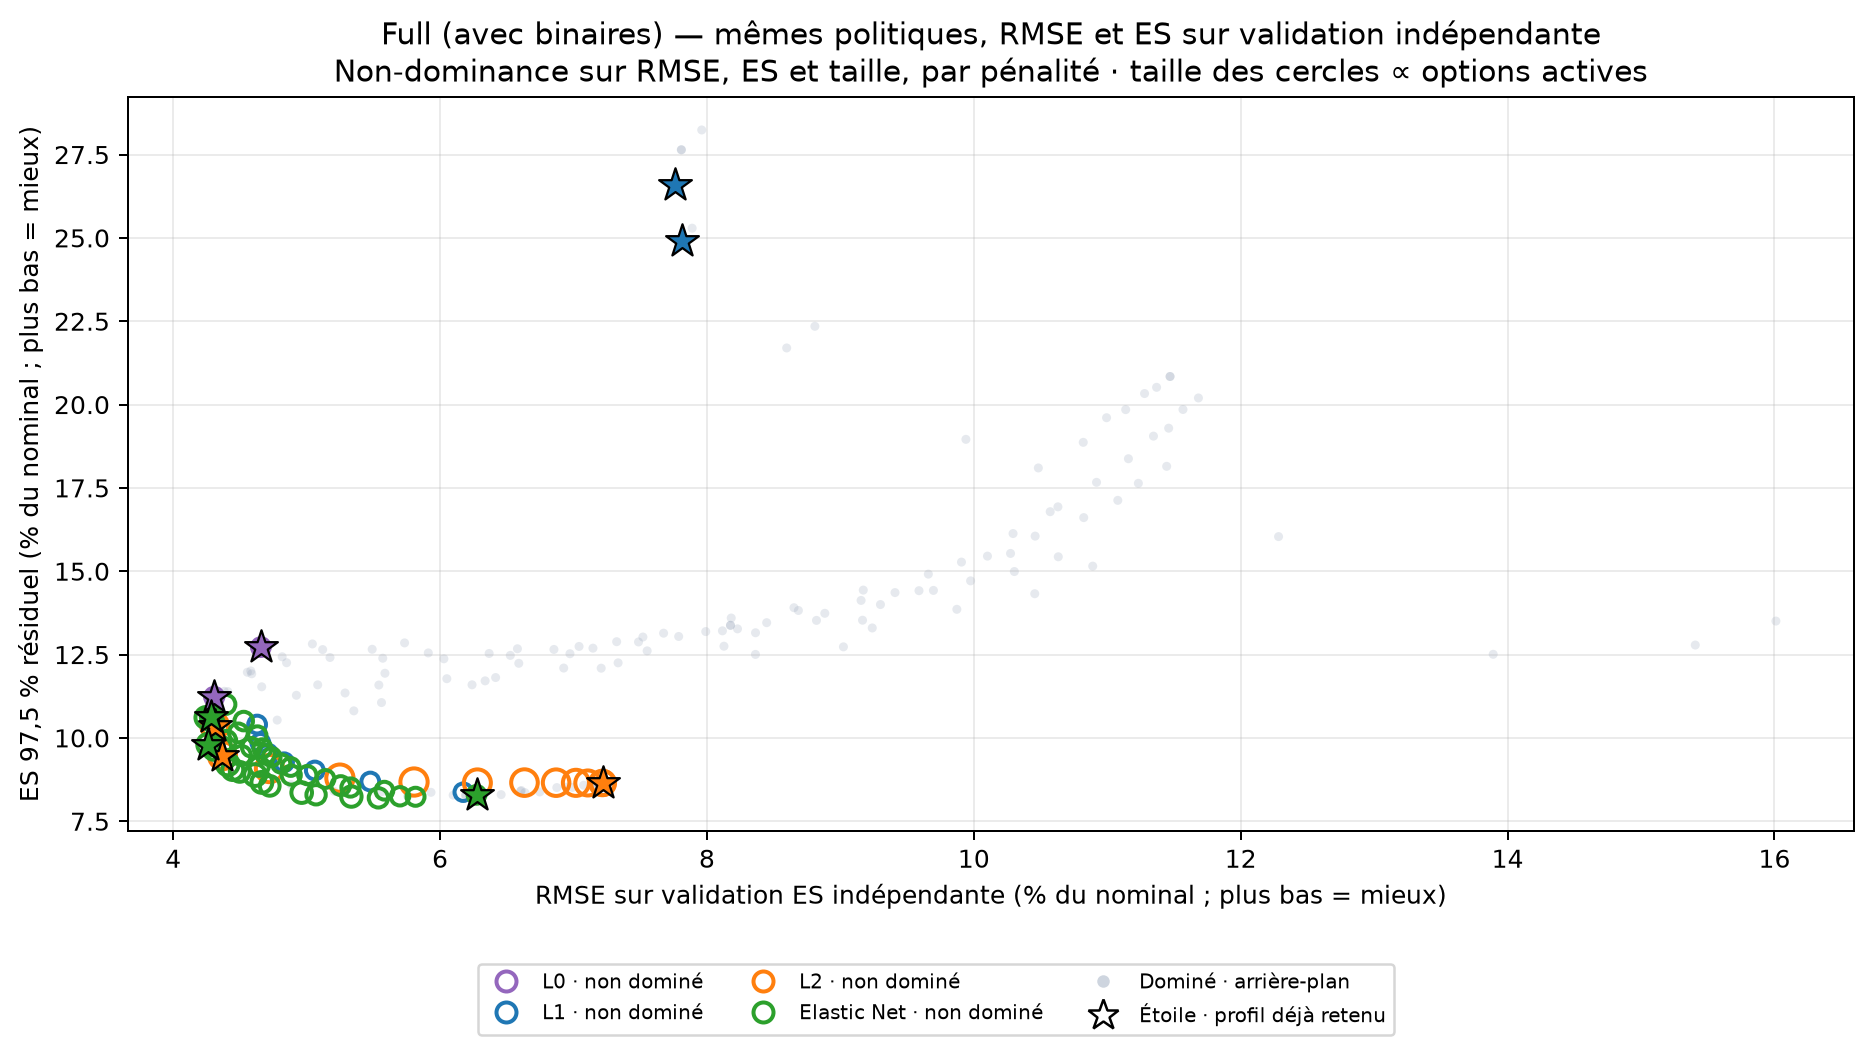 Full (avec binaires) — mêmes politiques, RMSE et ES sur validation indépendante
Non-dominance sur RMSE, ES et taille, par pénalité · taille des cercles ∝ options actives
ES 97,5 % résiduel (% du nominal ; plus bas = mieux)
27.5
25.0
22.5
20.0
17.5
15.0
12.5
10.0
7.5
4 6 8 10 12 14 16
RMSE sur validation ES indépendante (% du nominal ; plus bas = mieux)
L0 · non dominé
L1 · non dominé
L2 · non dominé
Elastic Net · non dominé
Dominé · arrière-plan
Étoile · profil déjà retenu